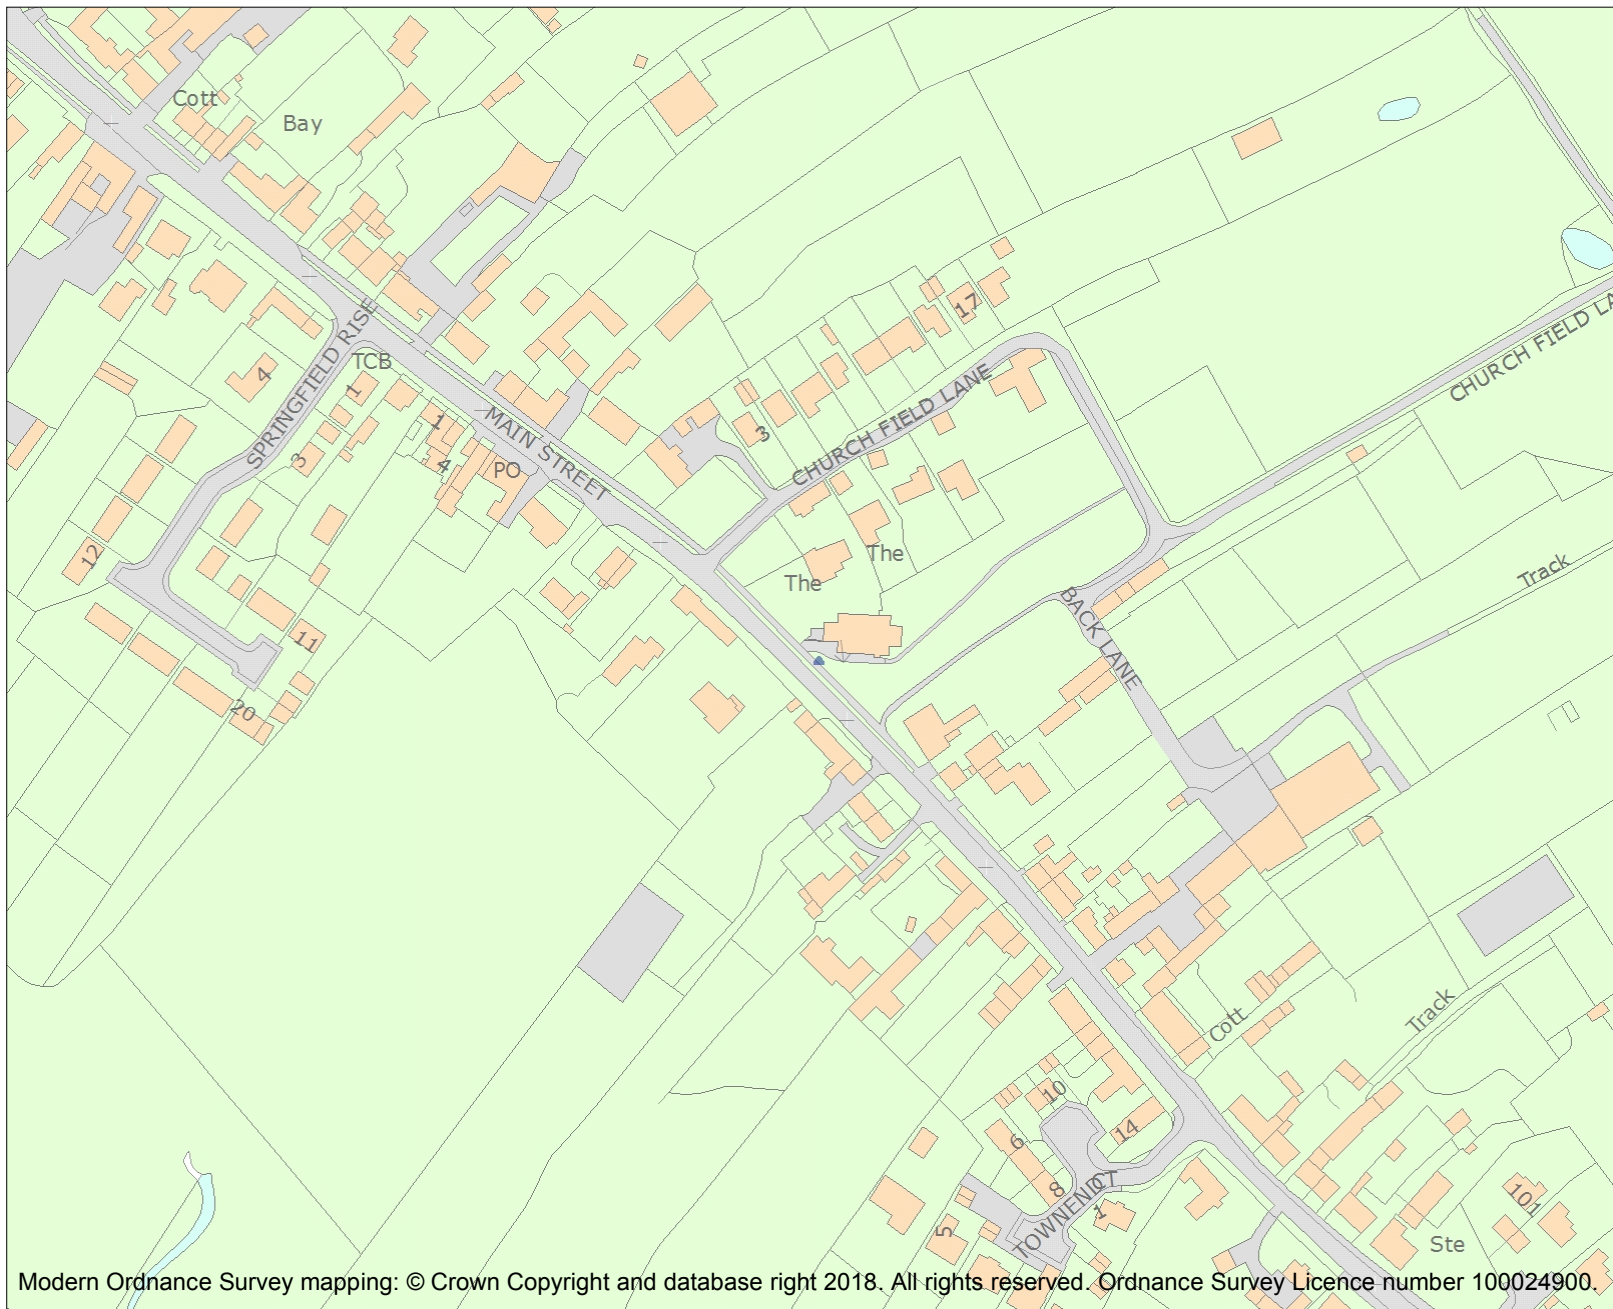 Cott
Bay
SPRINGFIELD RISE
TCB
4
1
3
1
4
PO
MAIN STREET
12
11
20
17
3
CHURCH FIELD LANE
CHURCH FIELD LA
The
The
BACK LANE
Track
Cott
Track
10
6
14
8
TOWNEND CT
1
5
101
Ste
Modern Ordnance Survey mapping: © Crown Copyright and database right 2018. All rights reserved. Ordnance Survey Licence number 100024900.